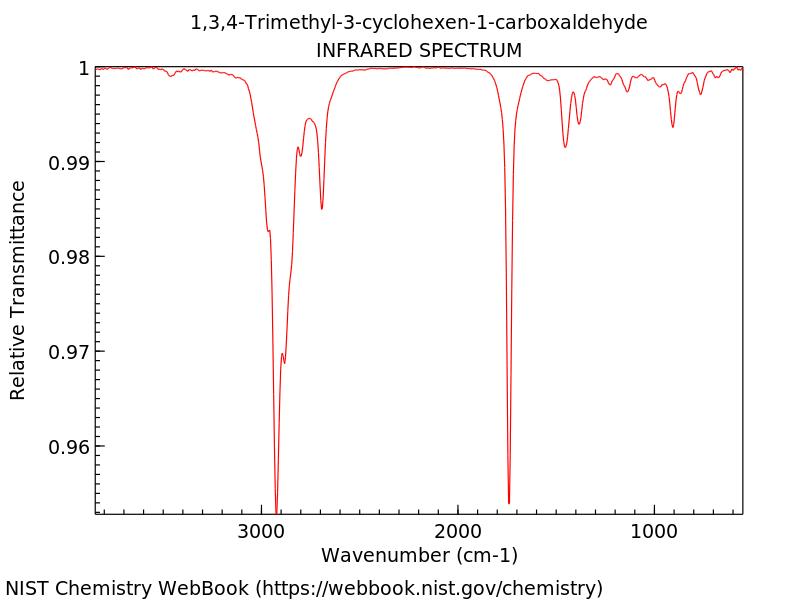 1,3,4-Trimethyl-3-cyclohexen-1-carboxaldehyde
INFRARED SPECTRUM
1
0.99
0.98
0.97
0.96
Relative Transmittance
3000 2000 1000
Wavenumber (cm-1)
NIST Chemistry WebBook (https://webbook.nist.gov/chemistry)